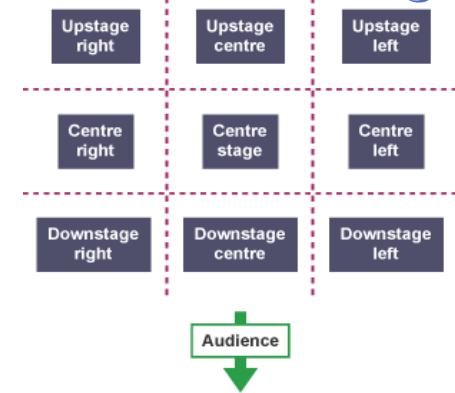 Upstage
right
Upstage
centre
Upstage
left
Centre
right
Centre
stage
Centre
left
Downstage
right
Downstage
centre
Downstage
left
Audience